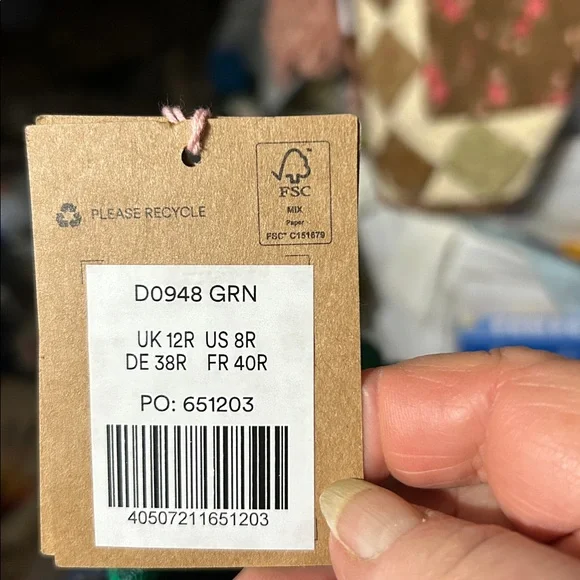 FSC
MIX
Paper
FSC® C151679
PLEASE RECYCLE
D0948 GRN
UK 12R US 8R
DE 38R FR 40R
PO: 651203
40507211651203